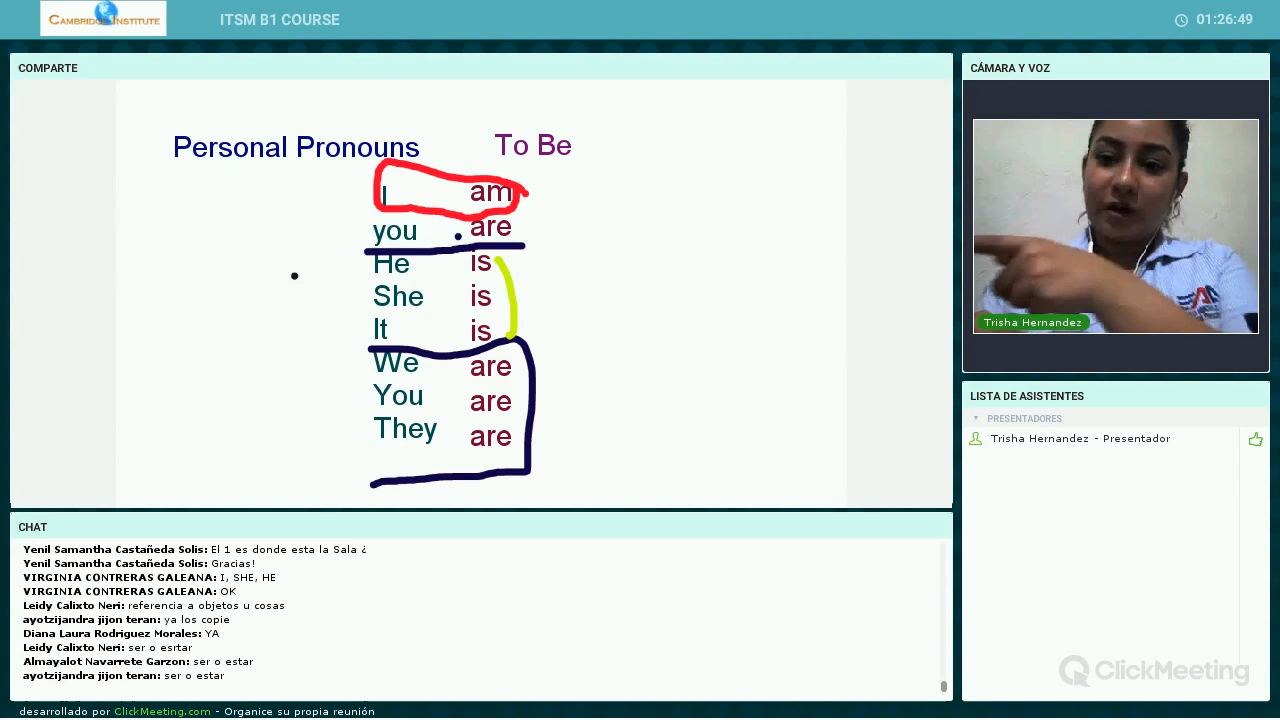 CAMBRIDGE INSTITUTE
ITSM B1 COURSE
01:26:49
COMPARTE
Personal Pronouns To Be
I am
you are
He is
She is
It is
We are
You are
They are
CÁMARA Y VOZ
Trisha Hernandez
LISTA DE ASISTENTES
PRESENTADORES
Trisha Hernandez - Presentador
CHAT
Yenil Samantha Castañeda Solis: El 1 es donde esta la Sala ¿
Yenil Samantha Castañeda Solis: Gracias!
VIRGINIA CONTRERAS GALEANA: I, SHE, HE
VIRGINIA CONTRERAS GALEANA: OK
Leidy Calixto Neri: referencia a objetos u cosas
ayotzijandra jijon teran: ya los copie
Diana Laura Rodriguez Morales: YA
Leidy Calixto Neri: ser o esrtar
Almayalot Navarrete Garzon: ser o estar
ayotzijandra jijon teran: ser o estar
ClickMeeting
desarrollado por ClickMeeting.com - Organice su propia reunión